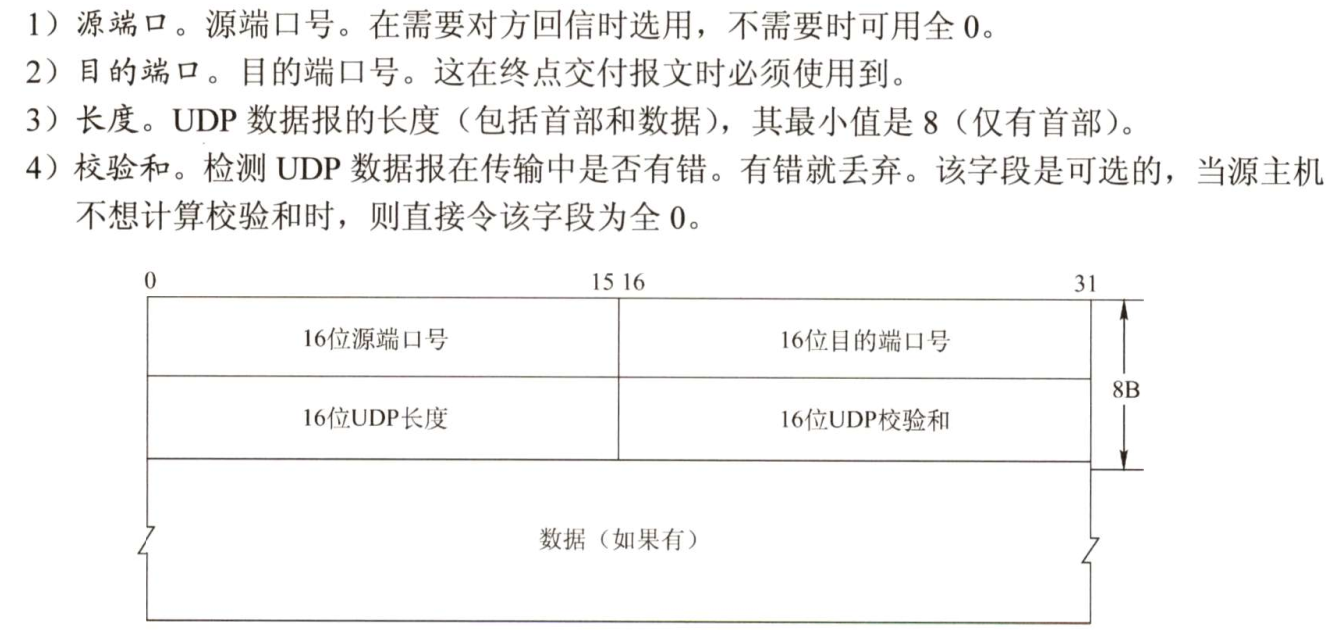 1）源端口。源端口号。在需要对方回信时选用，不需要时可用全 0。
2）目的端口。目的端口号。这在终点交付报文时必须使用到。
3）长度。UDP 数据报的长度（包括首部和数据），其最小值是 8（仅有首部）。
4）校验和。检测 UDP 数据报在传输中是否有错。有错就丢弃。该字段是可选的，当源主机
不想计算校验和时，则直接令该字段为全 0。
0 15 16 31
16位源端口号 16位目的端口号
8B
16位UDP长度 16位UDP校验和
数据（如果有）